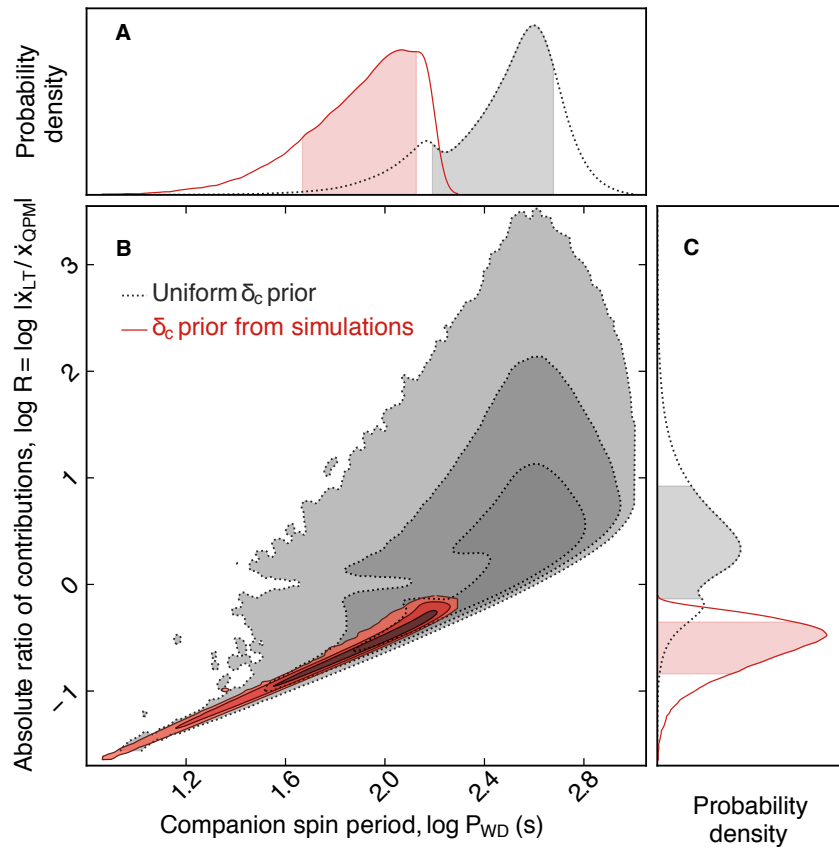 A
Probability
density
B
Uniform δc prior
δc prior from simulations
C
Absolute ratio of contributions, log R = log |ẋLT / ẋQPM|
3
2
1
0
−1
1.2
1.6
2.0
2.4
2.8
Companion spin period, log PWD (s)
Probability
density